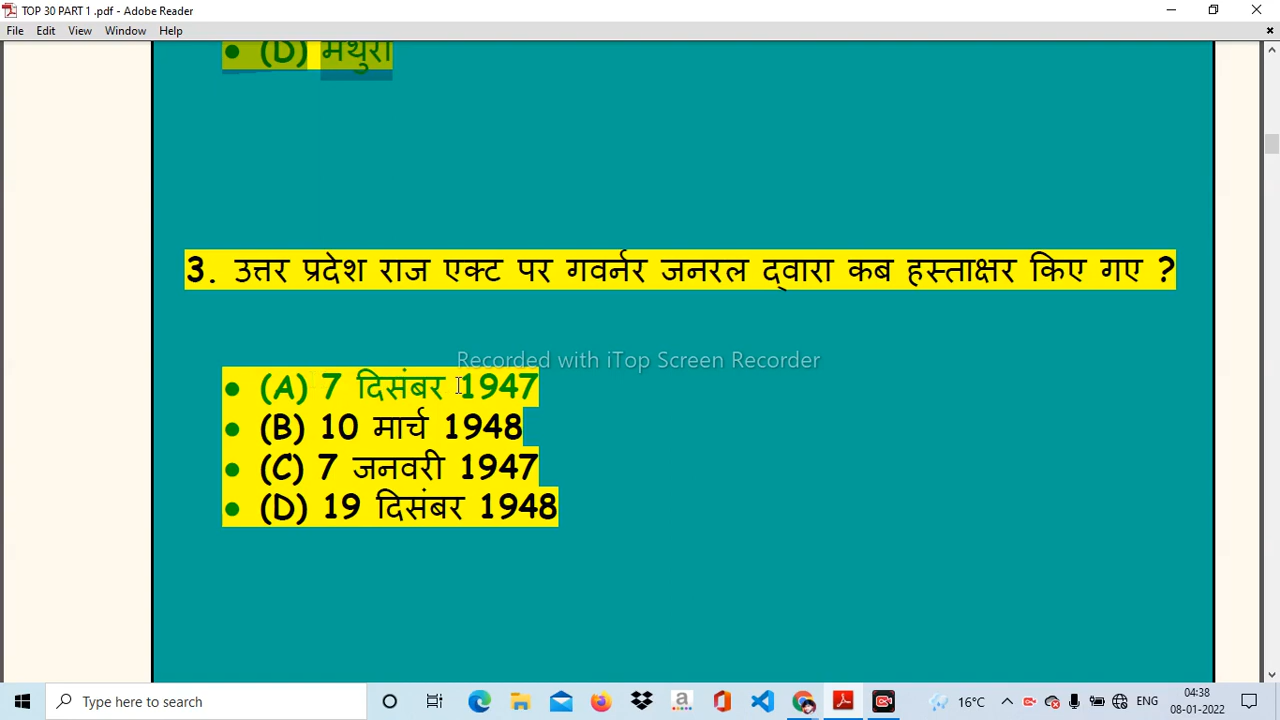 TOP 30 PART 1 .pdf - Adobe Reader
File Edit View Window Help
• (D) मथुरा
3. उत्तर प्रदेश राज एक्ट पर गवर्नर जनरल द्वारा कब हस्ताक्षर किए गए ?
Recorded with iTop Screen Recorder
• (A) 7 दिसंबर 1947
• (B) 10 मार्च 1948
• (C) 7 जनवरी 1947
• (D) 19 दिसंबर 1948
Type here to search
16°C
ENG
04:38
08-01-2022